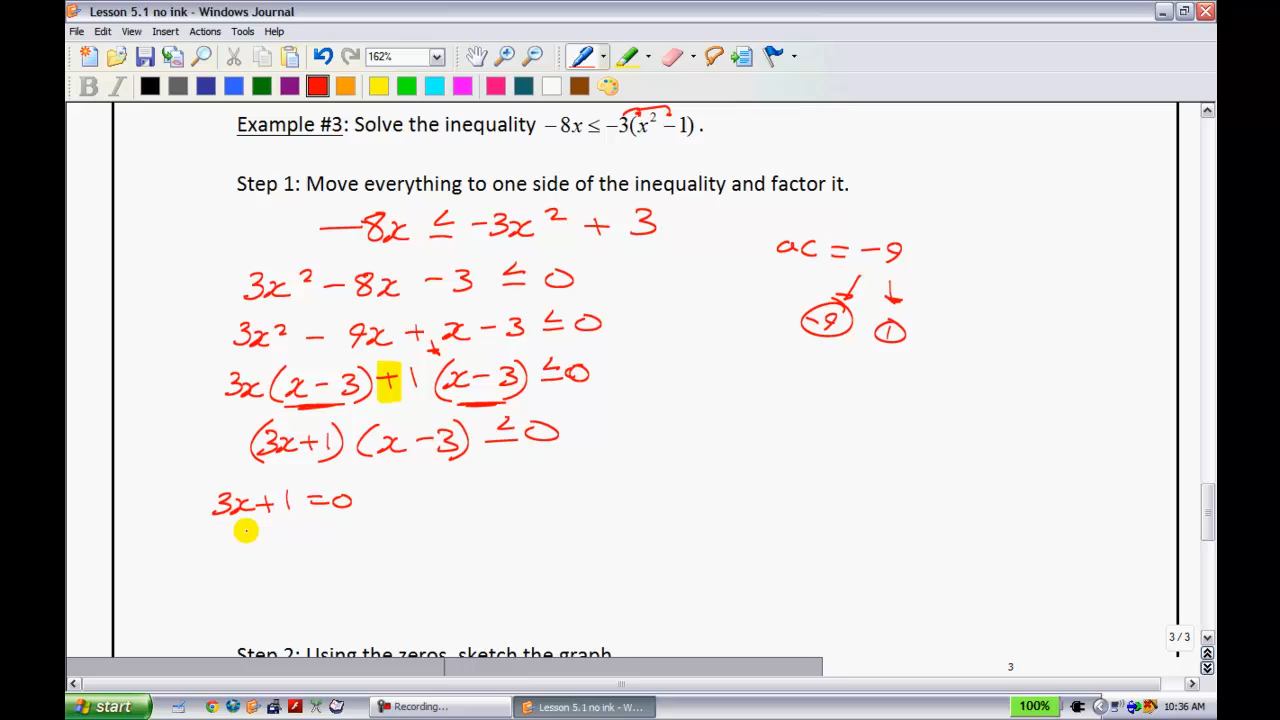 Lesson 5.1 no ink - Windows Journal
File Edit View Insert Actions Tools Help
162%
B I
Example #3: Solve the inequality −8x ≤ −3(x² −1).
Step 1: Move everything to one side of the inequality and factor it.
−8x ≤ −3x² + 3
ac = −9
3x² − 8x − 3 ≤ 0
−9 1
3x² − 9x + x − 3 ≤ 0
3x(x − 3) + 1 (x − 3) ≤ 0
(3x+1) (x − 3) ≤ 0
3x+1 = 0
Step 2: Using the zeros, sketch the graph
3/3
3
start
Recording...
Lesson 5.1 no ink - W...
100%
10:36 AM